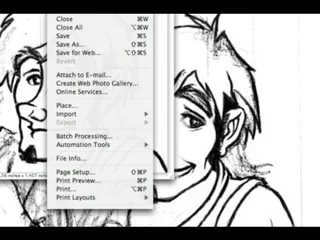 Close ⌘W
Close All ⌥⌘W
Save ⌘S
Save As... ⇧⌘S
Save for Web... ⌥⇧⌘S
Revert
Attach to E-mail...
Create Web Photo Gallery...
Online Services...
Place...
Import
Export
Batch Processing...
Automation Tools
File Info...
Page Setup... ⇧⌘P
Print Preview... ⌘P
Print... ⌥⌘P
Print Layouts